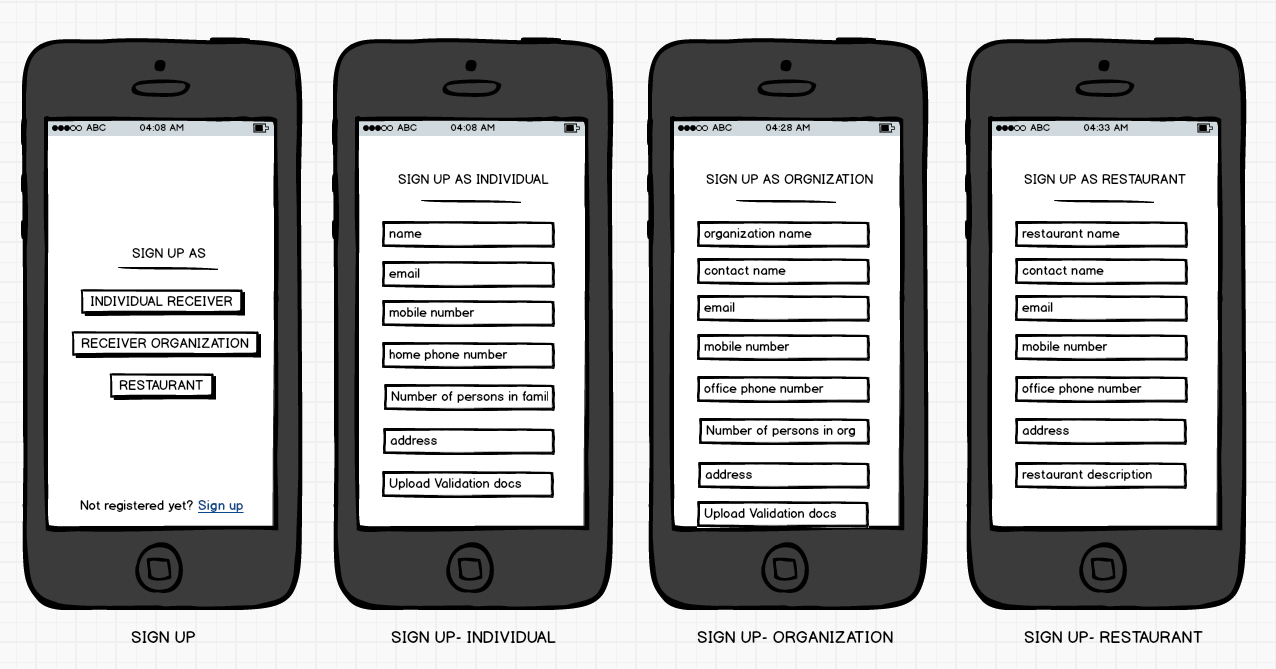 ABC 04:08 AM
SIGN UP AS
INDIVIDUAL RECEIVER
RECEIVER ORGANIZATION
RESTAURANT
Not registered yet? Sign up
SIGN UP
ABC 04:08 AM
SIGN UP AS INDIVIDUAL
name
email
mobile number
home phone number
Number of persons in famil
address
Upload Validation docs
SIGN UP- INDIVIDUAL
ABC 04:28 AM
SIGN UP AS ORGNIZATION
organization name
contact name
email
mobile number
office phone number
Number of persons in org
address
Upload Validation docs
SIGN UP- ORGANIZATION
ABC 04:33 AM
SIGN UP AS RESTAURANT
restaurant name
contact name
email
mobile number
office phone number
address
restaurant description
SIGN UP- RESTAURANT